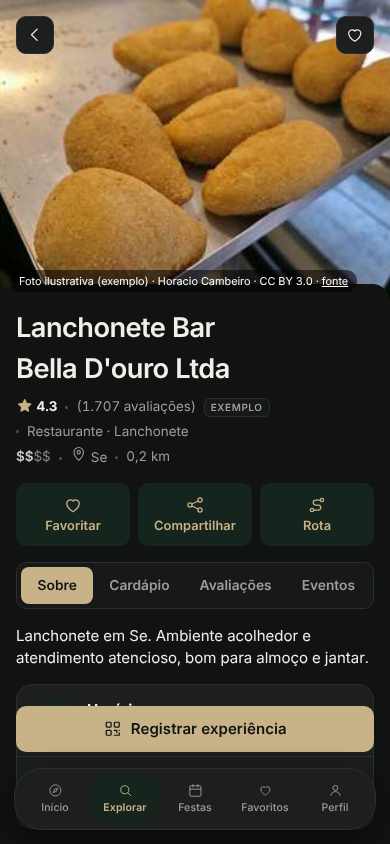 Foto ilustrativa (exemplo) · Horacio Cambeiro · CC BY 3.0 · fonte
Lanchonete Bar
Bella D'ouro Ltda
4.3 · (1.707 avaliações) EXEMPLO
· Restaurante · Lanchonete
$$$$ · Se · 0,2 km
Favoritar Compartilhar Rota
Sobre Cardápio Avaliações Eventos
Lanchonete em Se. Ambiente acolhedor e
atendimento atencioso, bom para almoço e jantar.
Registrar experiência
Início Explorar Festas Favoritos Perfil